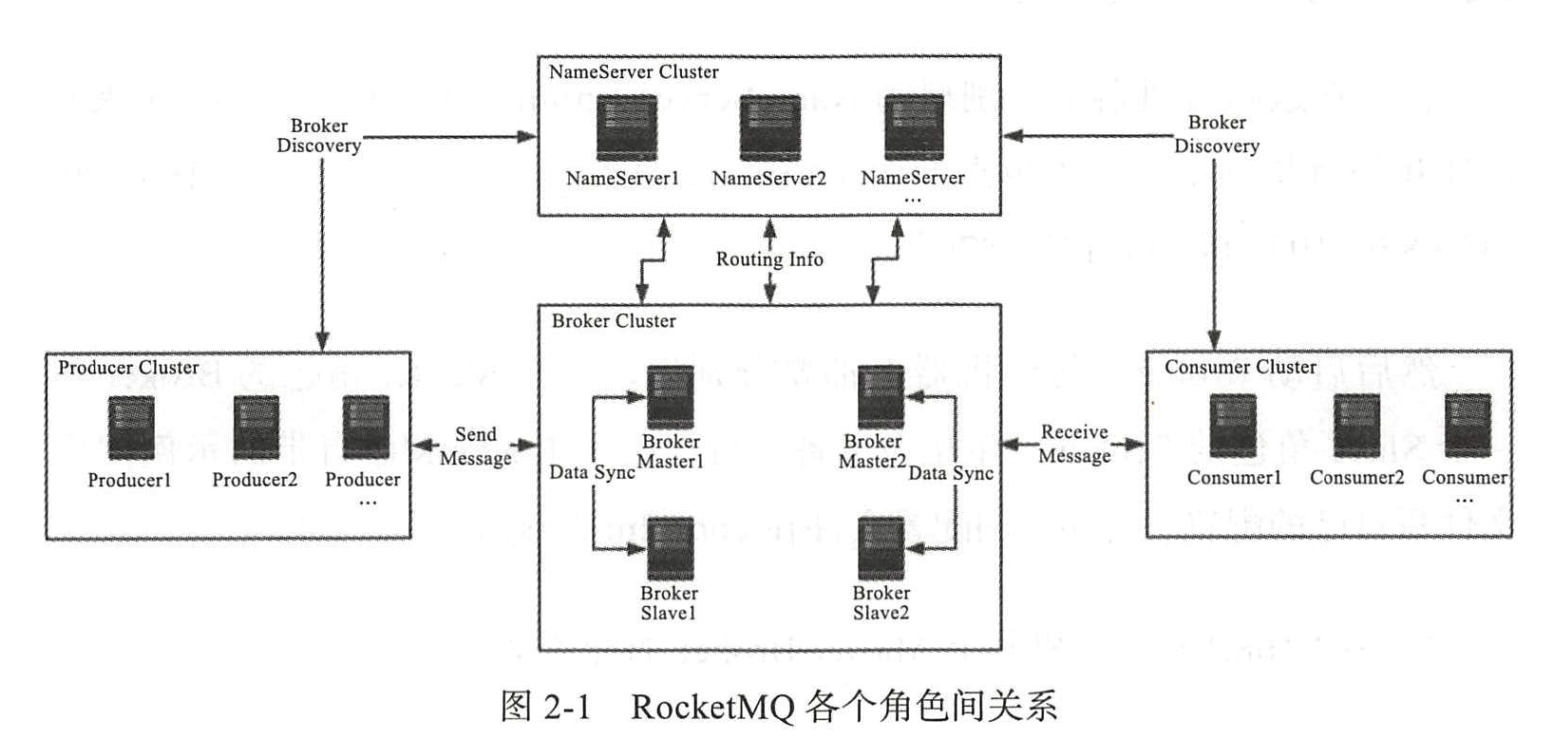 NameServer Cluster
NameServer1
NameServer2
NameServer
...
Broker
Discovery
Broker
Discovery
Routing Info
Producer Cluster
Producer1
Producer2
Producer
...
Send
Message
Broker Cluster
Broker
Master1
Broker
Master2
Data Sync
Data Sync
Broker
Slave1
Broker
Slave2
Receive
Message
Consumer Cluster
Consumer1
Consumer2
Consumer
...
图 2-1 RocketMQ 各个角色间关系